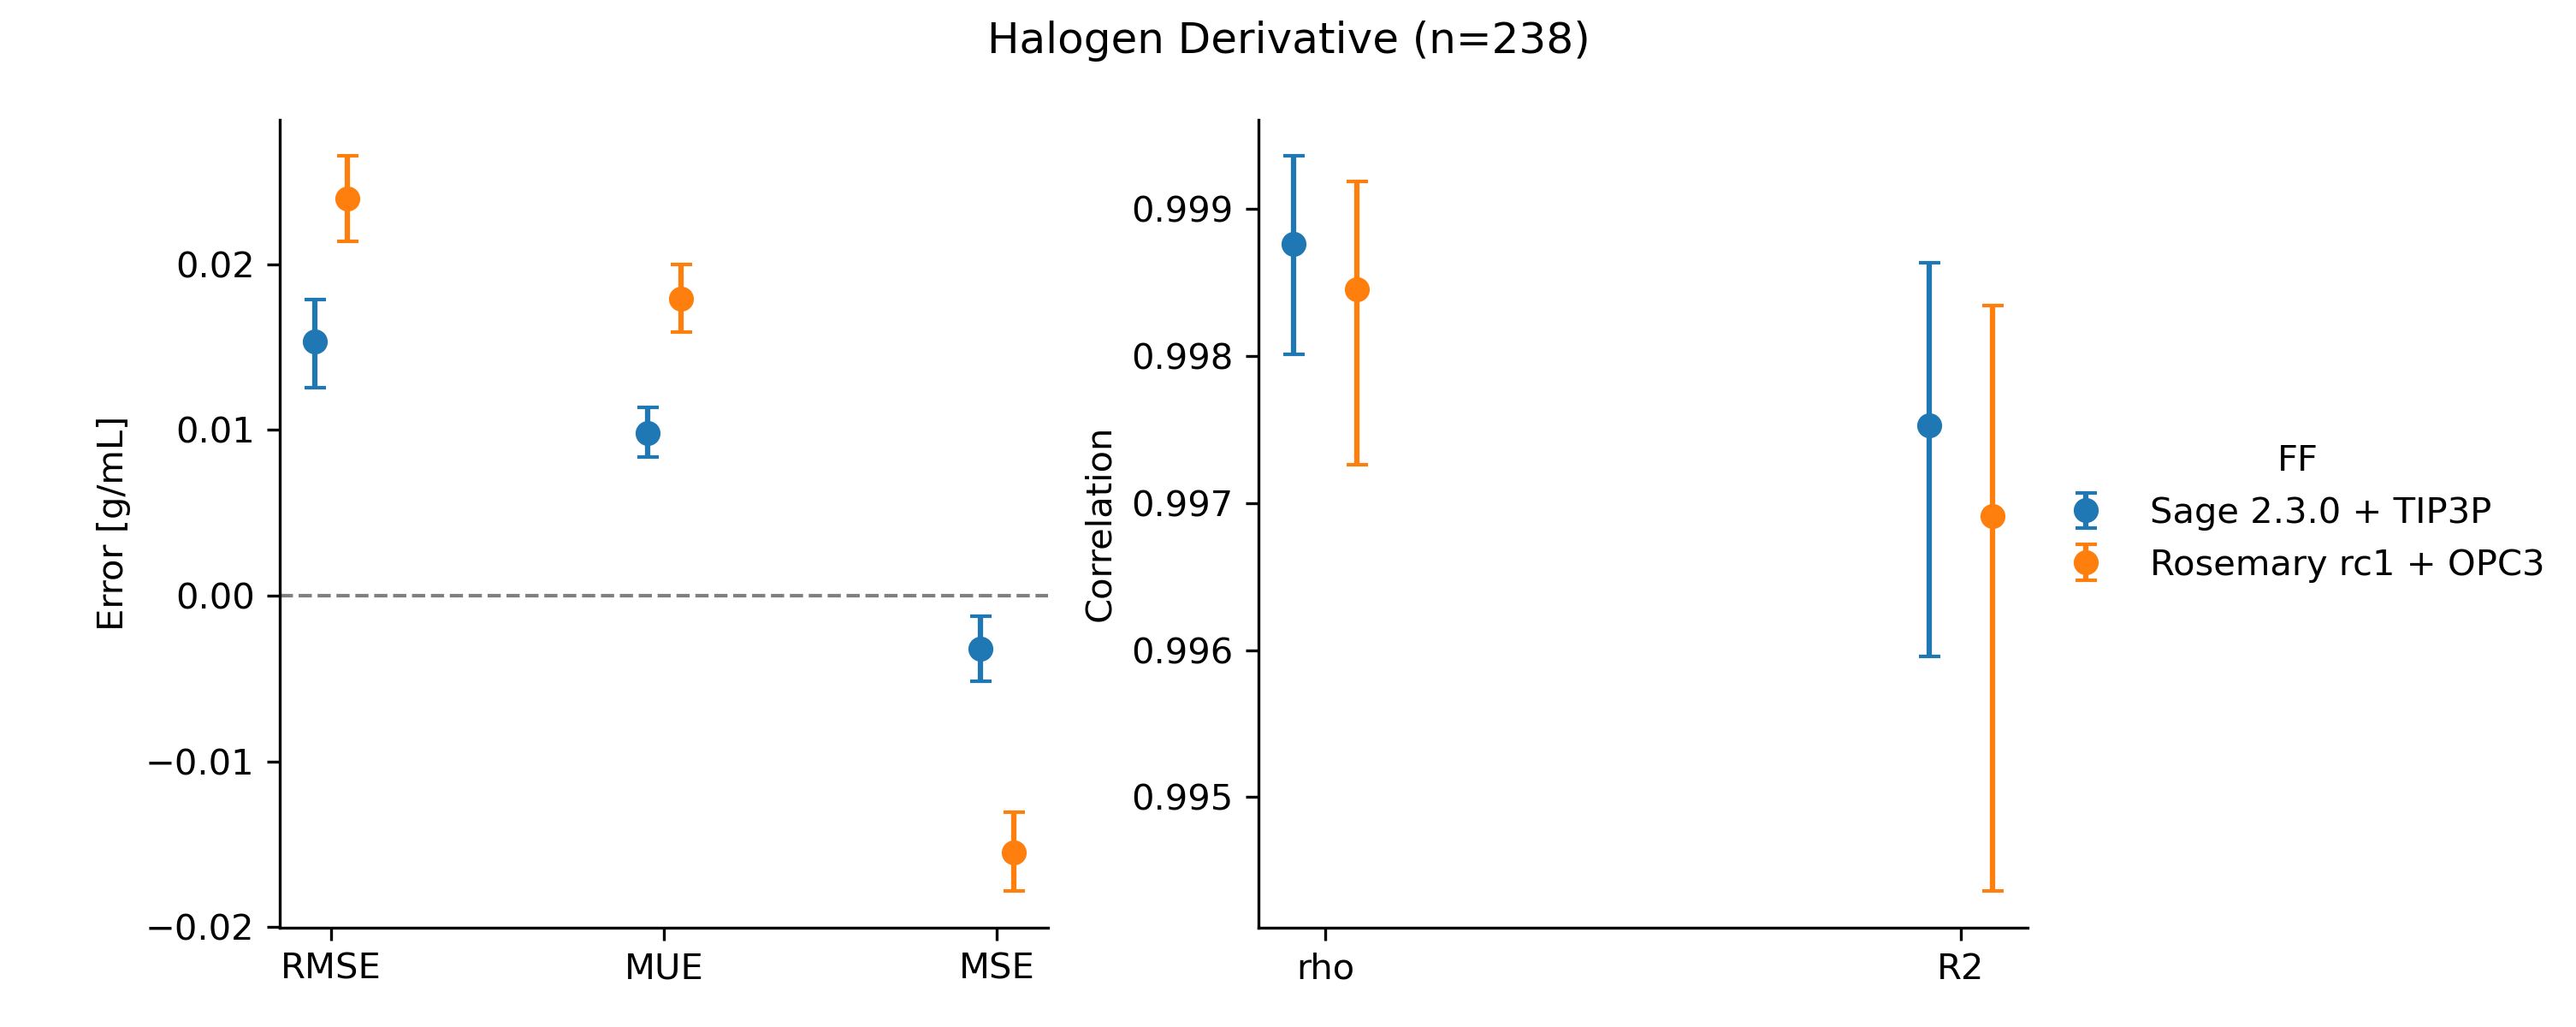 Halogen Derivative (n=238)
Error [g/mL]
0.02
0.01
0.00
−0.01
−0.02
RMSE
MUE
MSE
Correlation
0.999
0.998
0.997
0.996
0.995
rho
R2
FF
Sage 2.3.0 + TIP3P
Rosemary rc1 + OPC3